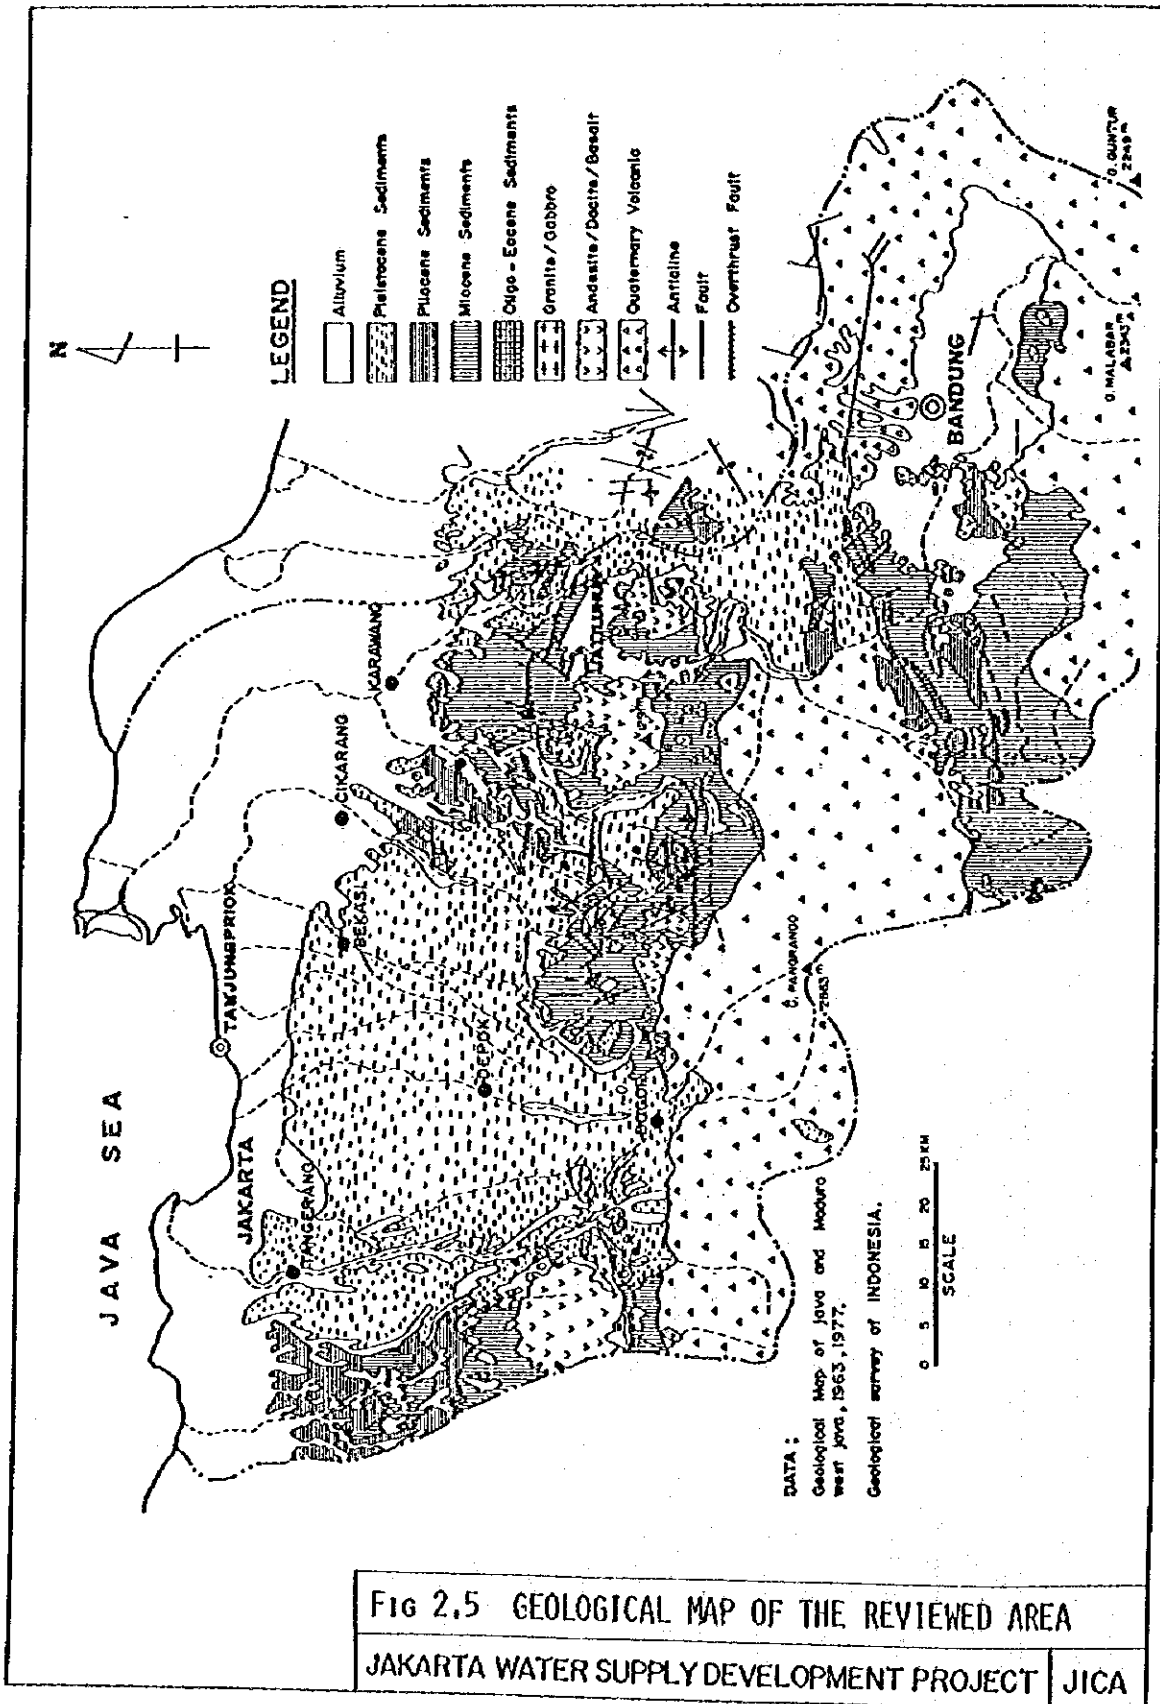 N
LEGEND
Alluvium
Pleistocene Sediments
Pliocene Sediments
Miocene Sediments
Oligo - Eocene Sediments
Granite / Gabbro
Andesite / Dacite / Basalt
Quaternary Volcanic
Anticline
Fault
Overthrust Fault
JAVA SEA
TANJUNGPRIOK
JAKARTA
TANGERANG
BEKASI
CIKARANG
KARAWANG
DEPOK
BOGOR
JATILUHUR
BANDUNG
G. PANGRANGO
G. MALABAR
G. GUNTUR
2249 m
DATA :
Geological Map of java and Madura
west java, 1963, 1977.
Geological survey of INDONESIA.
0 5 10 15 20 25 KM
SCALE
FIG 2.5 GEOLOGICAL MAP OF THE REVIEWED AREA
JAKARTA WATER SUPPLY DEVELOPMENT PROJECT
JICA